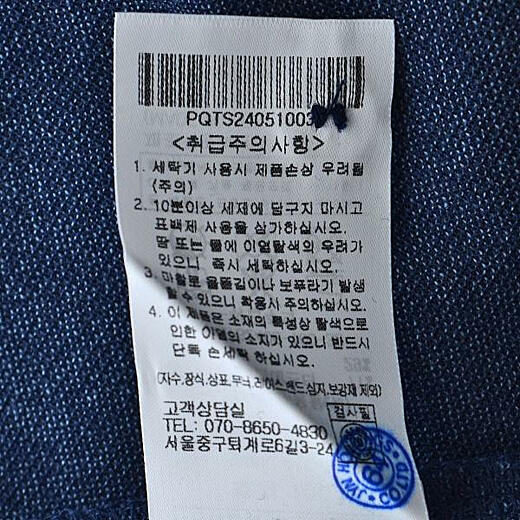 PQTS24051003
<취급주의사항>
1. 세탁기 사용시 제품손상 우려됨
(주의)
2. 10분이상 세제에 담구지 마시고
표백제 사용을 삼가하십시오.
땀 또는 물에 이염탈색의 우려가
있으니 즉시 세탁하십시오.
3. 마찰로 올뜯김이나 보푸라기 발생
할수 있으니 착용시 주의하십시오.
4. 이 제품은 소재의 특성상 탈색으로
인한 이염의 소지가 있으니 반드시
단독 손세탁 하십시오.
(자수,장식,상표,무늬,레이스,밴드,심지,보강재 제외)
고객상담실
검사필
TEL: 070-8650-4830
서울중구퇴계로6길3-24